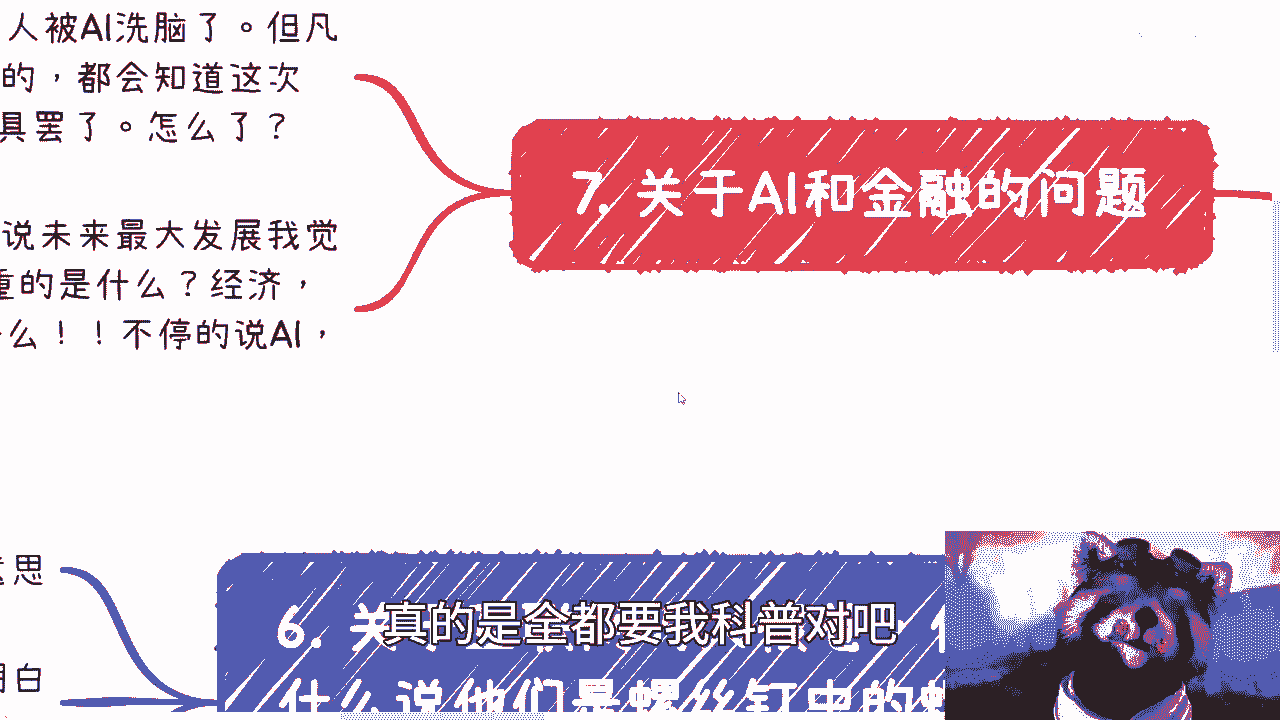 人被AI洗脑了。但凡
的，都会知道这次
具罢了。怎么了？
7. 关于AI和金融的问题
说未来最大发展我觉
重的是什么？经济，
么！！不停的说AI，
思
6. 关
真的是全都要我科普对吧
明白
什么说他们是螺丝钉中的螺